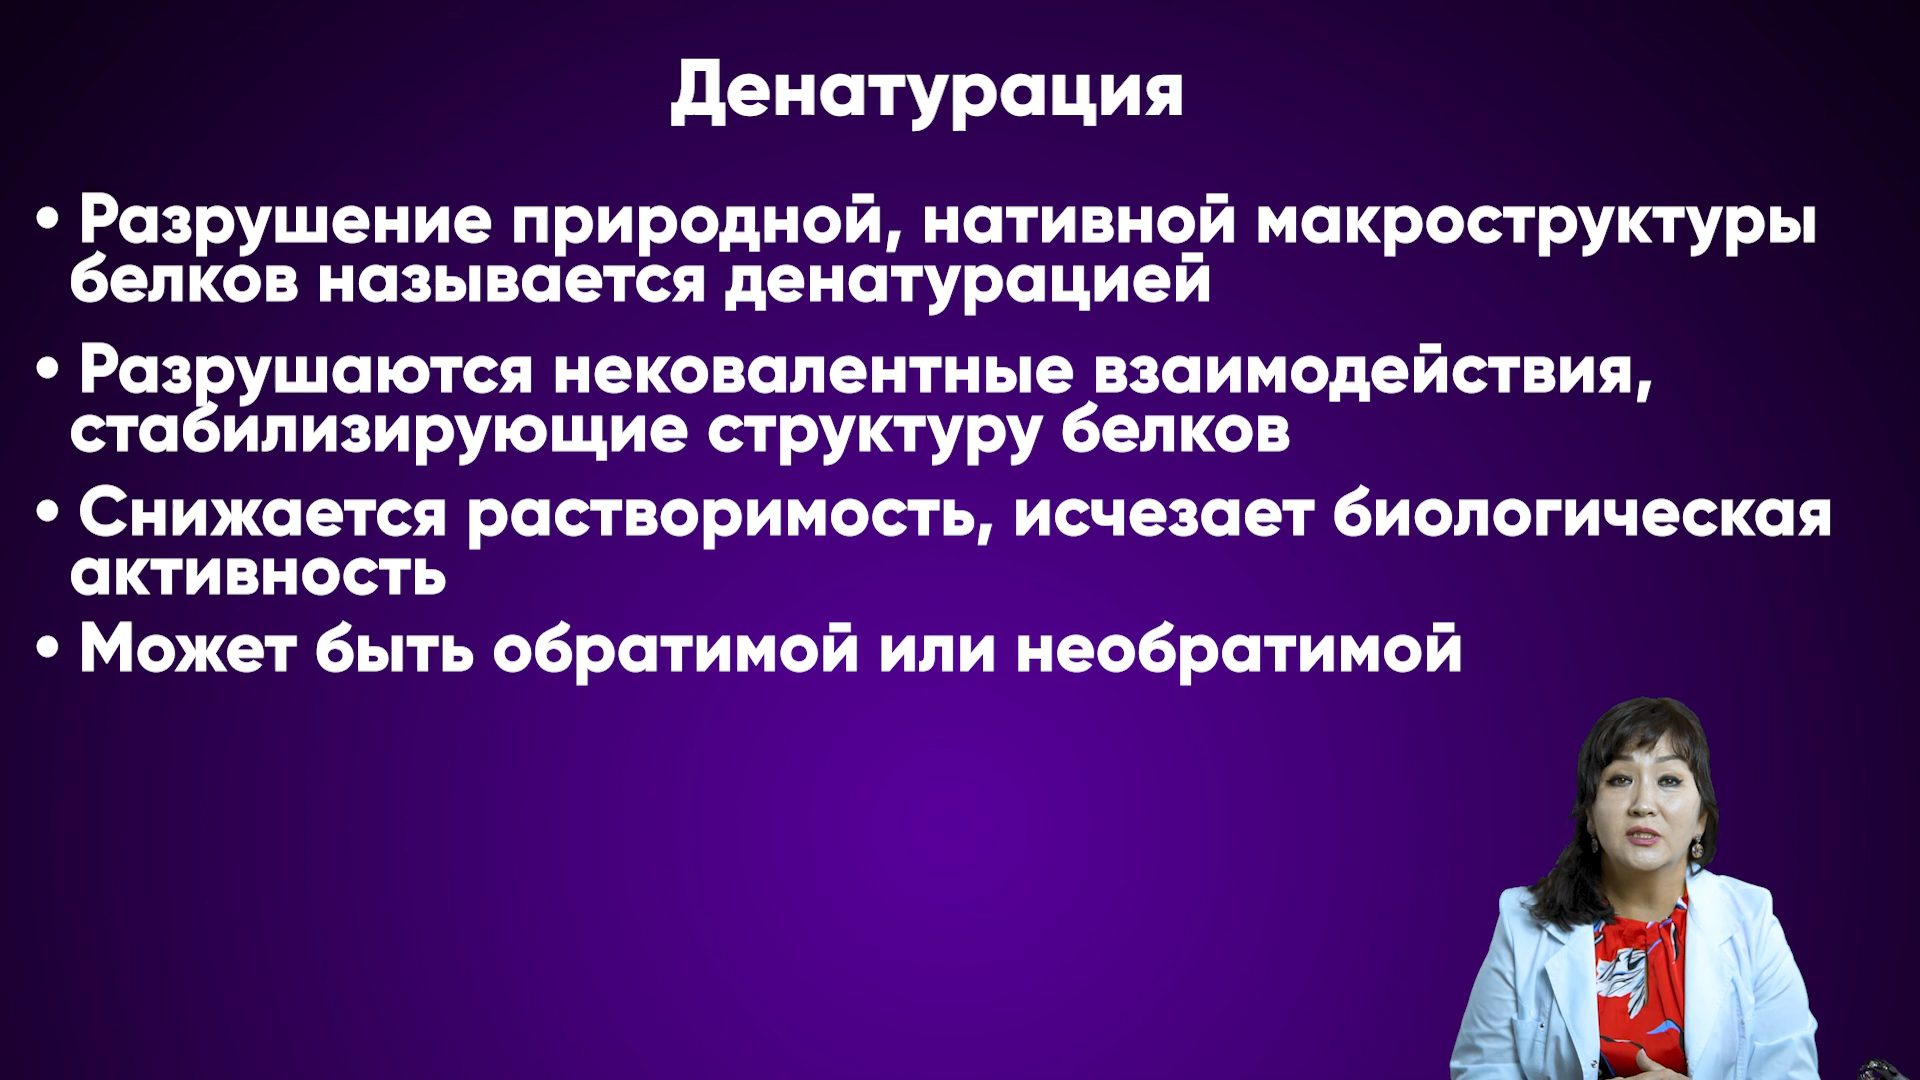 Денатурация
• Разрушение природной, нативной макроструктуры
белков называется денатурацией
• Разрушаются нековалентные взаимодействия,
стабилизирующие структуру белков
• Снижается растворимость, исчезает биологическая
активность
• Может быть обратимой или необратимой